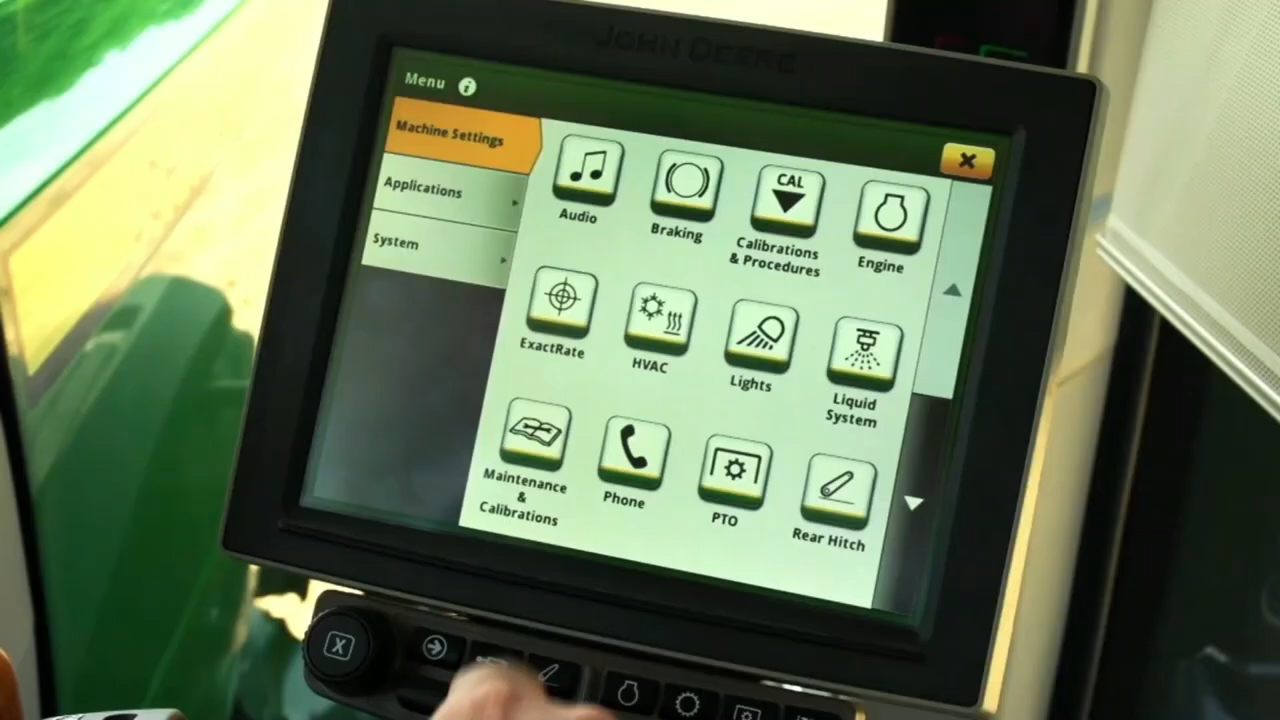 JOHN DEERE
Menu
Machine Settings
Applications
System
Audio
Braking
CAL
Calibrations
& Procedures
Engine
ExactRate
HVAC
Lights
Liquid
System
Maintenance
&
Calibrations
Phone
PTO
Rear Hitch
X